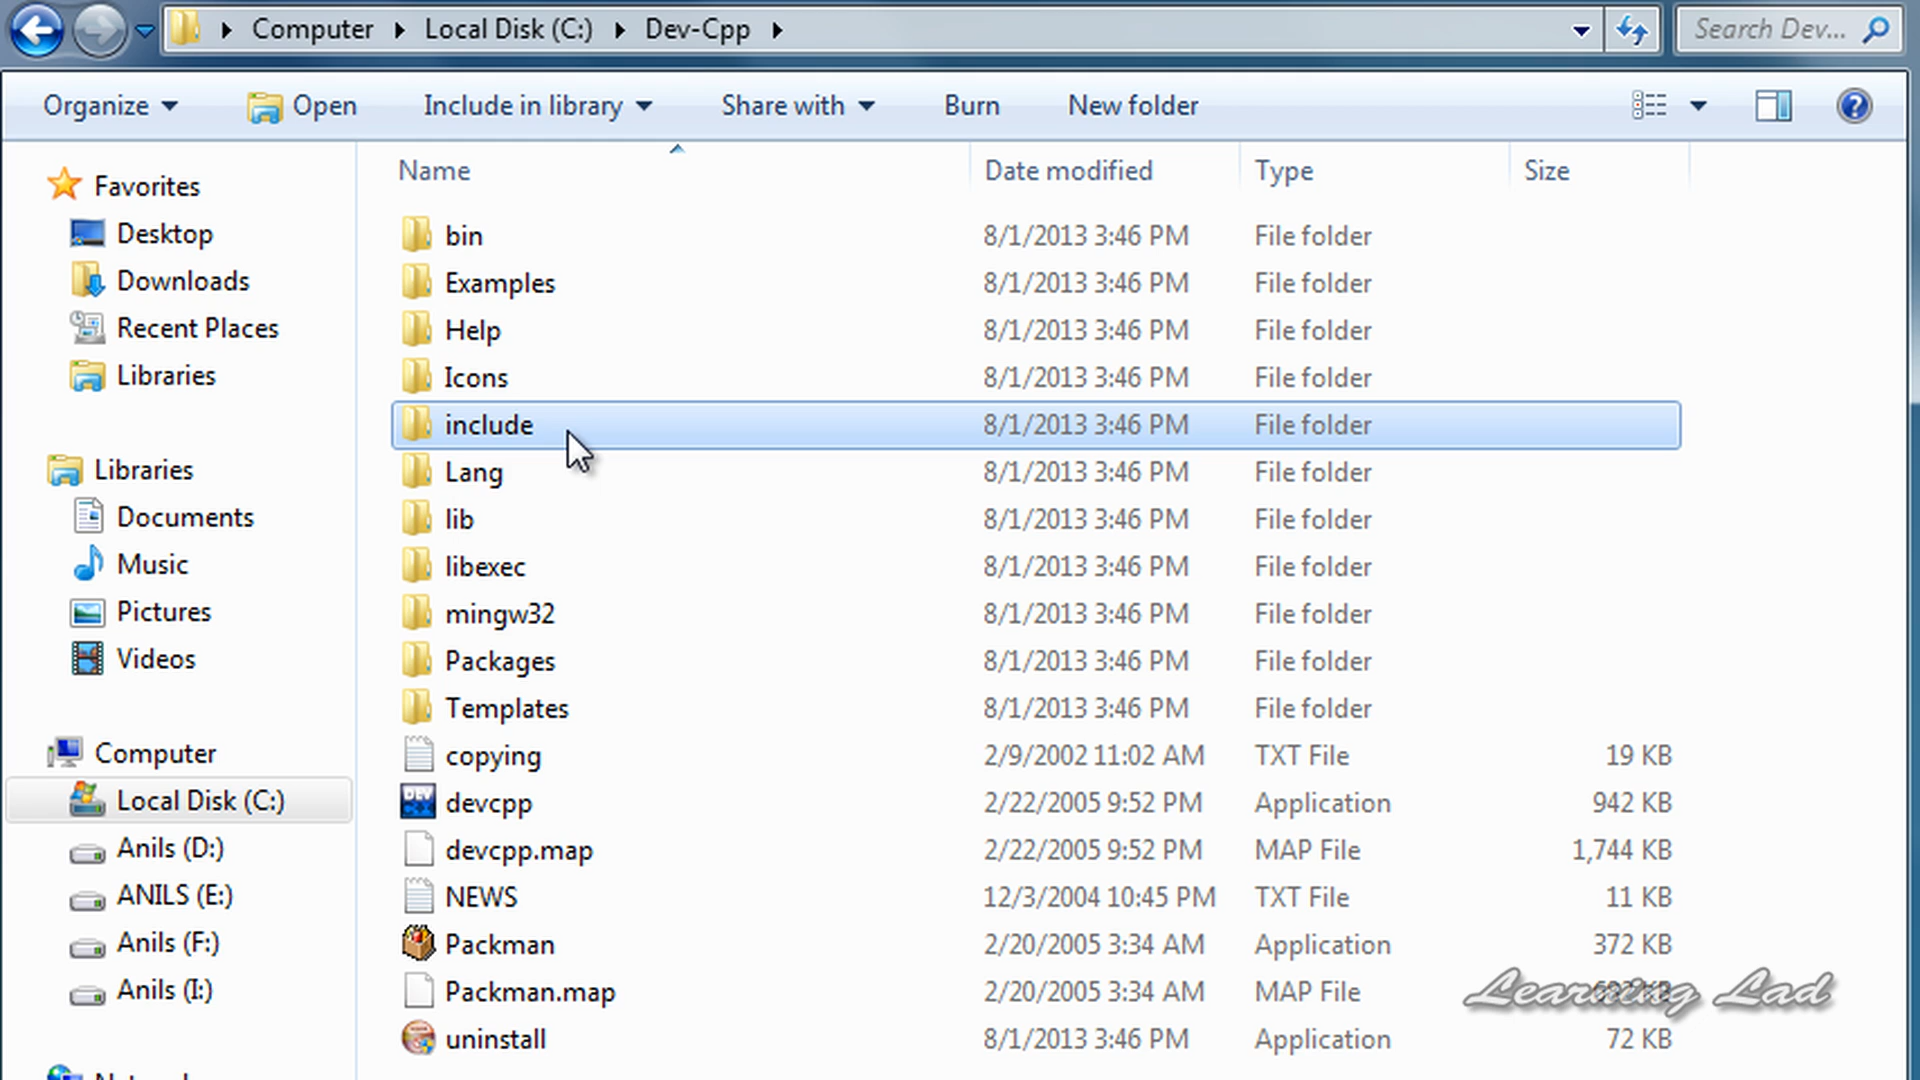 Computer Local Disk (C:) Dev-Cpp Search Dev...
Organize Open Include in library Share with Burn New folder
Name Date modified Type Size
Favorites
Desktop
Downloads
Recent Places
Libraries
Libraries
Documents
Music
Pictures
Videos
Computer
Local Disk (C:)
Anils (D:)
ANILS (E:)
Anils (F:)
Anils (I:)
bin 8/1/2013 3:46 PM File folder
Examples 8/1/2013 3:46 PM File folder
Help 8/1/2013 3:46 PM File folder
Icons 8/1/2013 3:46 PM File folder
include 8/1/2013 3:46 PM File folder
Lang 8/1/2013 3:46 PM File folder
lib 8/1/2013 3:46 PM File folder
libexec 8/1/2013 3:46 PM File folder
mingw32 8/1/2013 3:46 PM File folder
Packages 8/1/2013 3:46 PM File folder
Templates 8/1/2013 3:46 PM File folder
copying 2/9/2002 11:02 AM TXT File 19 KB
devcpp 2/22/2005 9:52 PM Application 942 KB
devcpp.map 2/22/2005 9:52 PM MAP File 1,744 KB
NEWS 12/3/2004 10:45 PM TXT File 11 KB
Packman 2/20/2005 3:34 AM Application 372 KB
Packman.map 2/20/2005 3:34 AM MAP File
Learning Lad
uninstall 8/1/2013 3:46 PM Application 72 KB